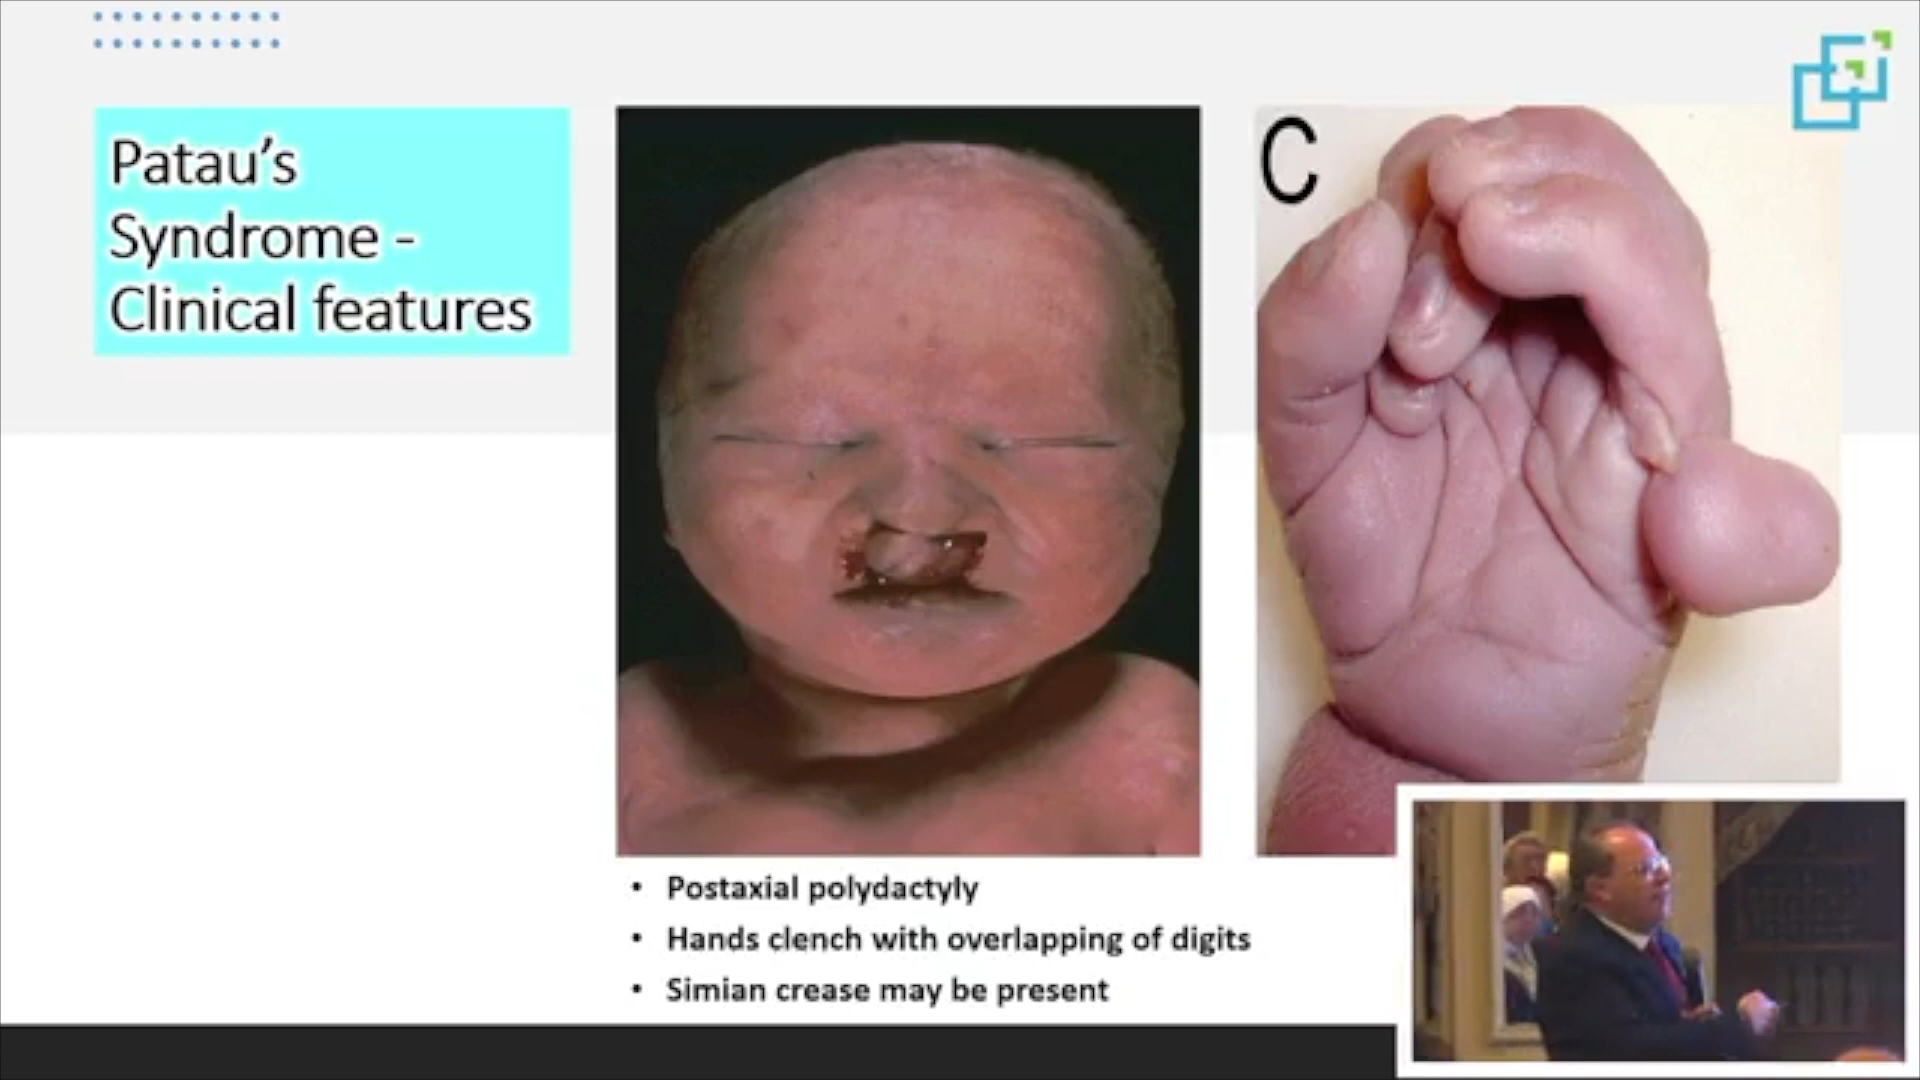 Patau's
Syndrome -
Clinical features
C
• Postaxial polydactyly
• Hands clench with overlapping of digits
• Simian crease may be present